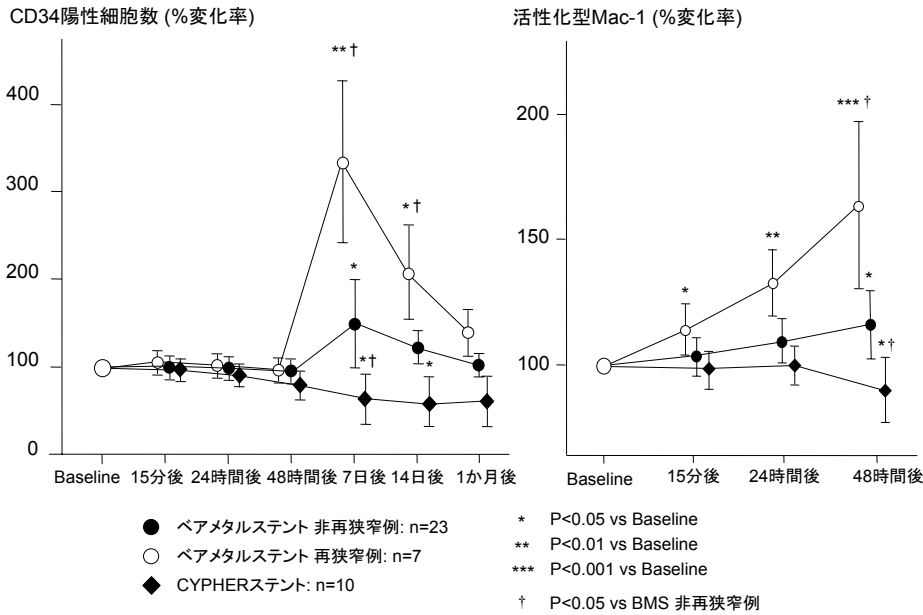 CD34陽性細胞数 (%変化率)
400
300
200
100
0
**†
*†
*
*†
*
Baseline 15分後 24時間後 48時間後 7日後 14日後 1か月後
活性化型Mac-1 (%変化率)
200
150
100
***†
**
*
*
*†
Baseline 15分後 24時間後 48時間後
ベアメタルステント 非再狭窄例: n=23
ベアメタルステント 再狭窄例: n=7
CYPHERステント: n=10
* P<0.05 vs Baseline
** P<0.01 vs Baseline
*** P<0.001 vs Baseline
† P<0.05 vs BMS 非再狭窄例